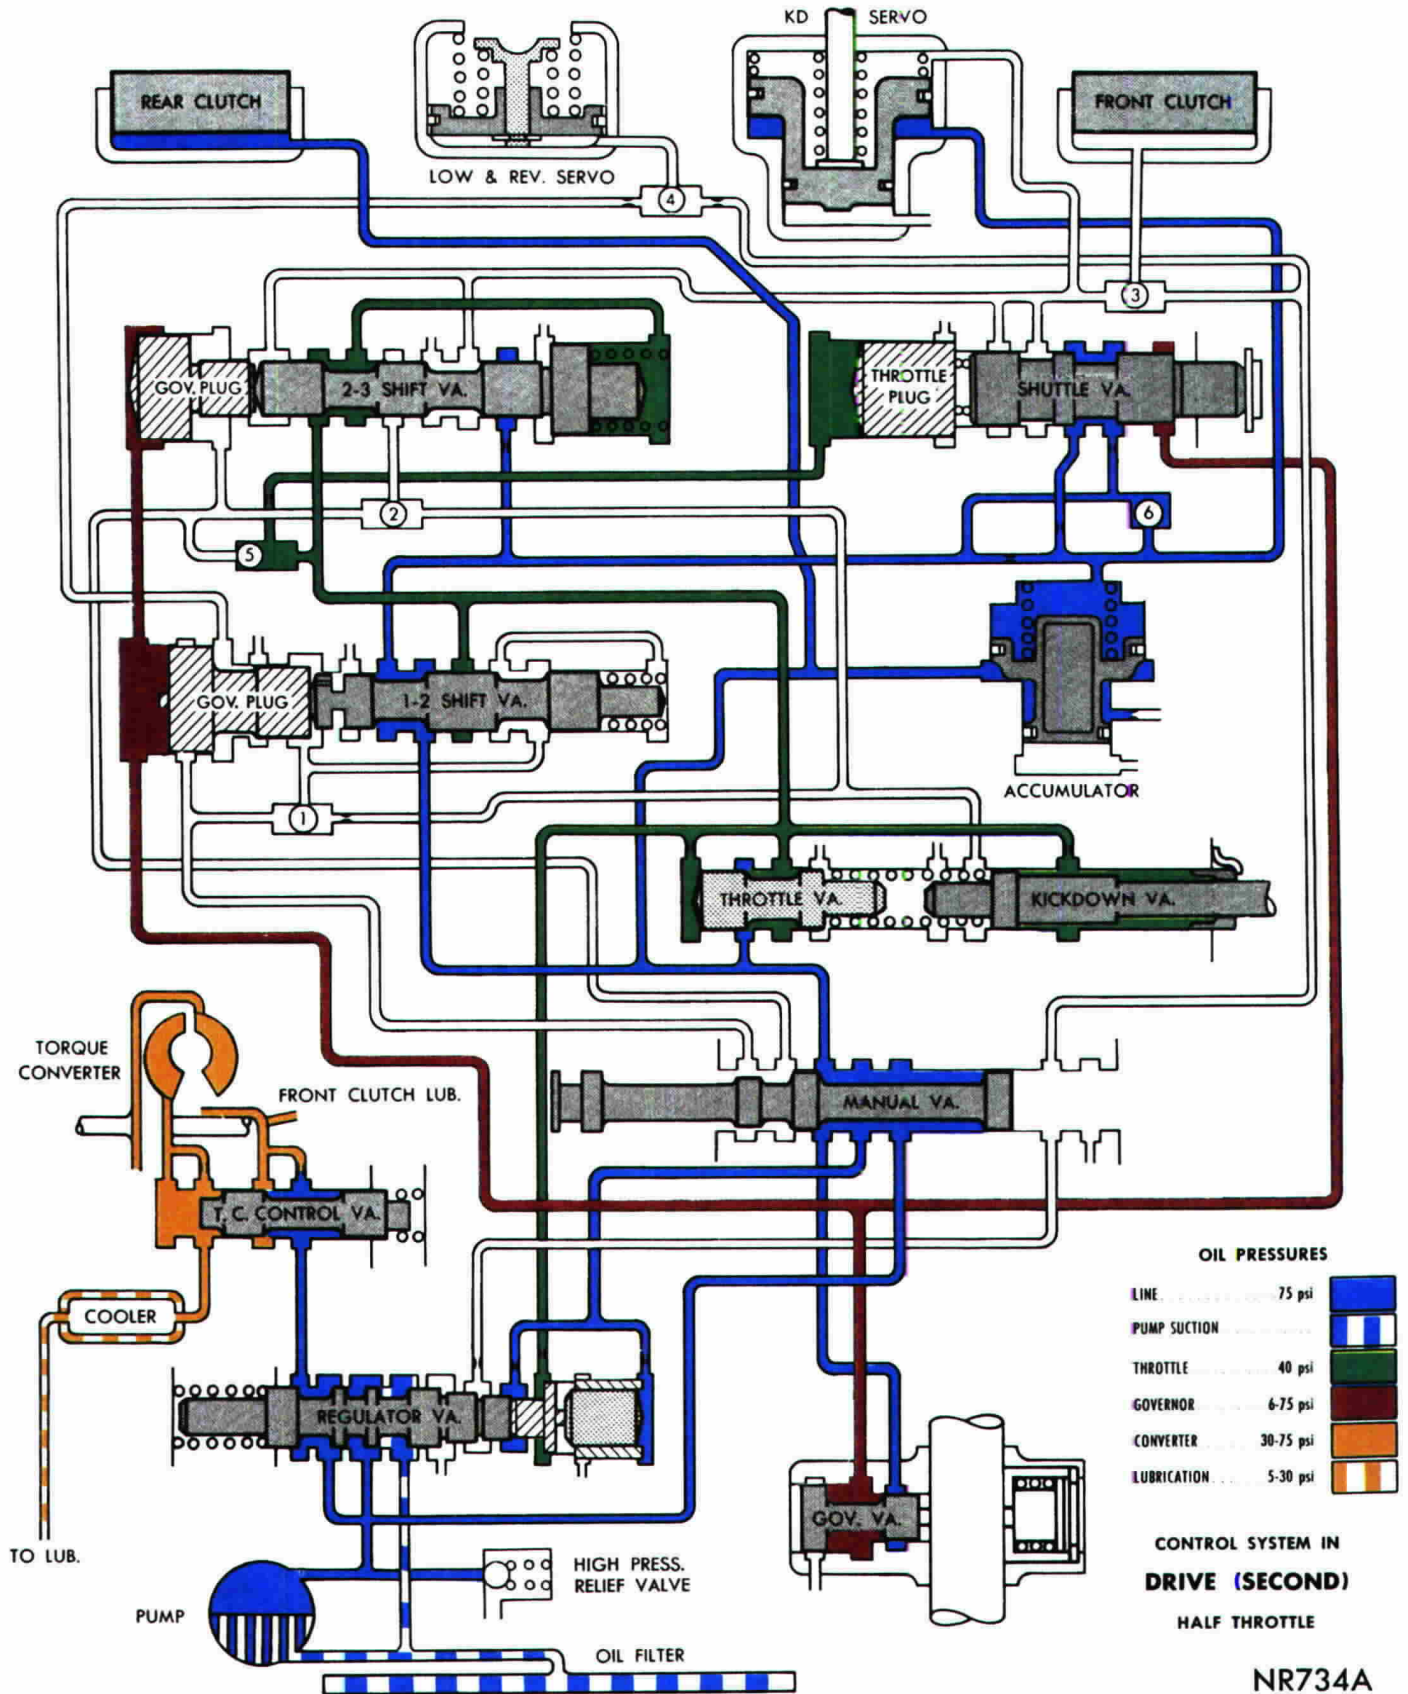 KD SERVO
REAR CLUTCH
FRONT CLUTCH
LOW & REV. SERVO
4
3
GOV. PLUG
2-3 SHIFT VA.
THROTTLE
PLUG
SHUTTLE VA.
2
6
5
GOV. PLUG
1-2 SHIFT VA.
ACCUMULATOR
1
THROTTLE VA.
KICKDOWN VA.
TORQUE
CONVERTER
FRONT CLUTCH LUB.
MANUAL VA.
T. C. CONTROL VA.
COOLER
OIL PRESSURES
LINE 75 psi
PUMP SUCTION
THROTTLE 40 psi
GOVERNOR 6-75 psi
CONVERTER 30-75 psi
LUBRICATION 5-30 psi
REGULATOR VA.
GOV. VA.
TO LUB.
HIGH PRESS.
RELIEF VALVE
PUMP
OIL FILTER
CONTROL SYSTEM IN
DRIVE (SECOND)
HALF THROTTLE
NR734A